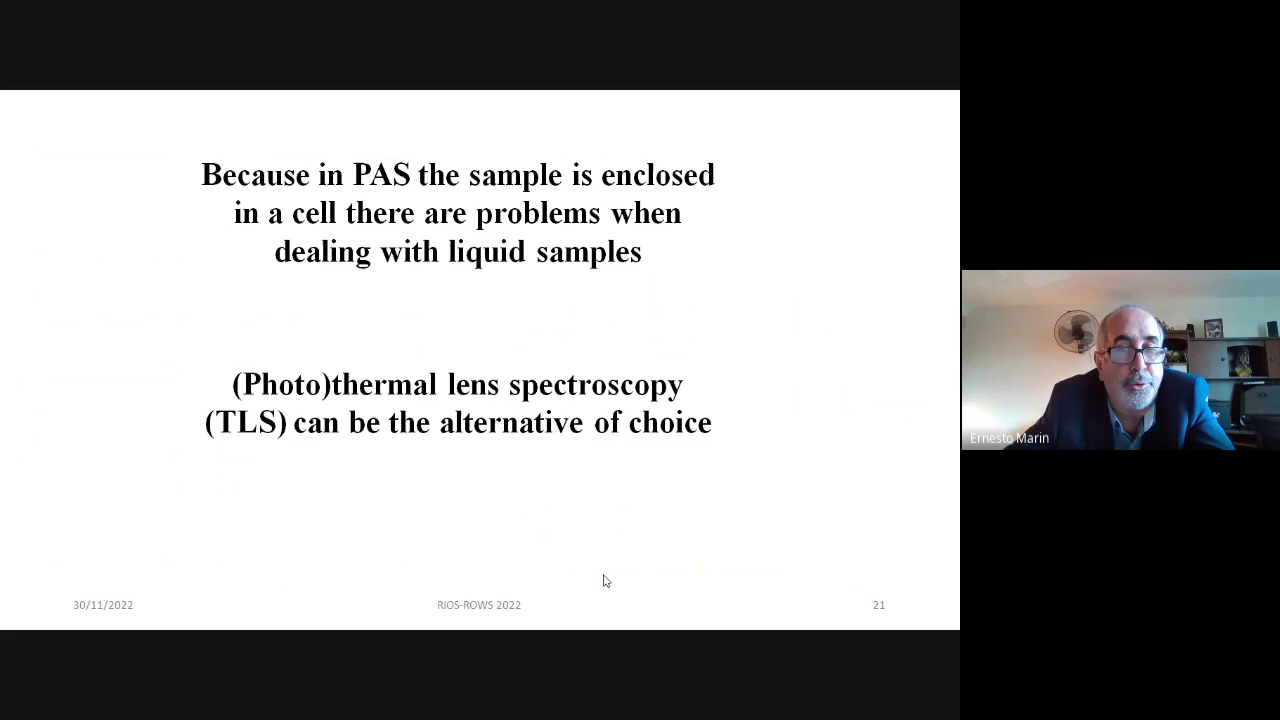 Because in PAS the sample is enclosed
in a cell there are problems when
dealing with liquid samples
(Photo)thermal lens spectroscopy
(TLS) can be the alternative of choice
30/11/2022
RIOS-ROWS 2022
21
Ernesto Marin